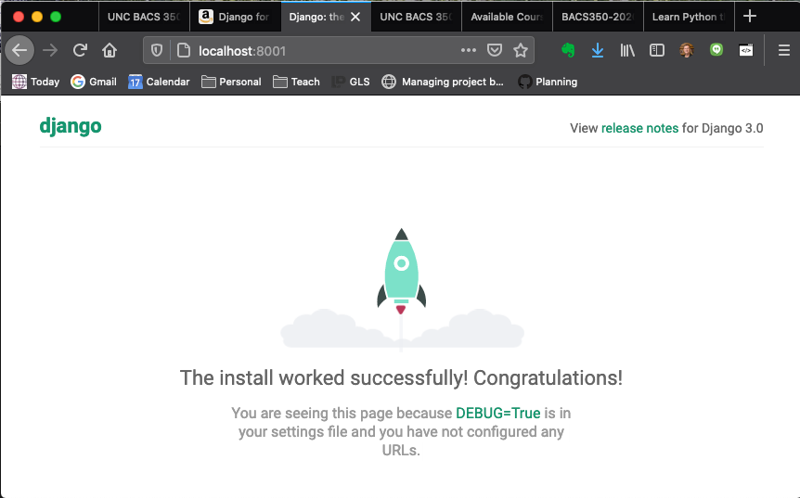 UNC BACS 350 Django for Django: the UNC BACS 350 Available Cours BACS350-202 Learn Python t
localhost:8001
Today Gmail 17 Calendar Personal Teach GLS Managing project b... Planning
django View release notes for Django 3.0
The install worked successfully! Congratulations!
You are seeing this page because DEBUG=True is in
your settings file and you have not configured any
URLs.